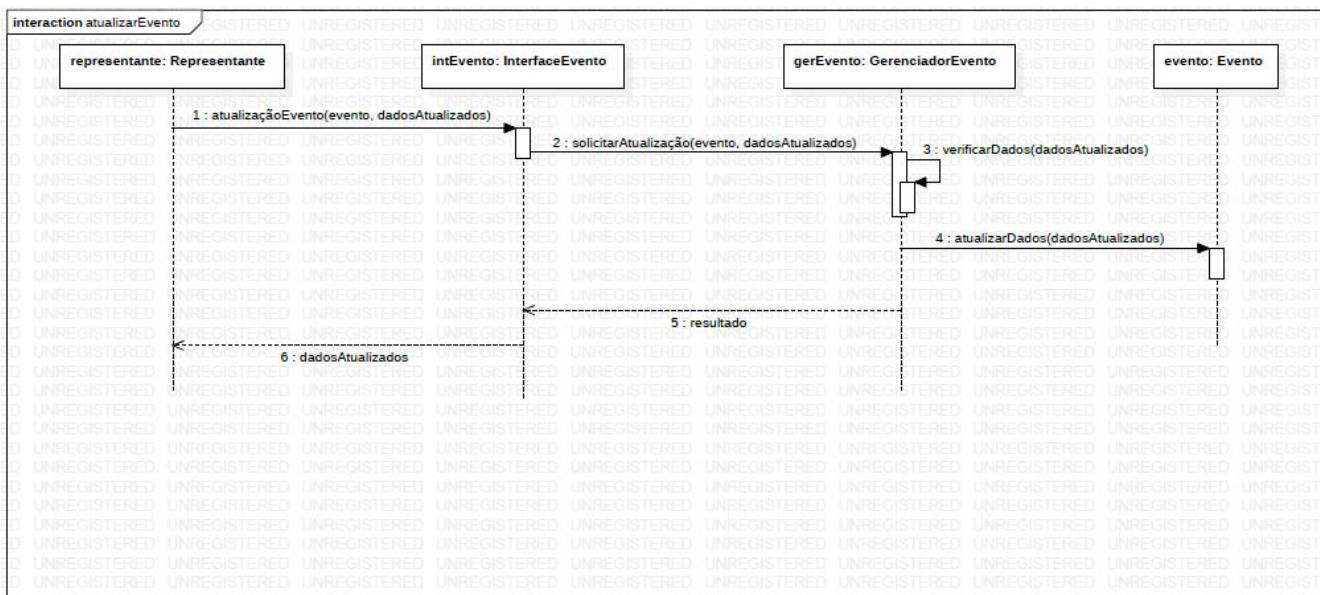 interaction atualizarEvento
representante: Representante
intEvento: InterfaceEvento
gerEvento: GerenciadorEvento
evento: Evento
1 : atualizaçãoEvento(evento, dadosAtualizados)
2 : solicitarAtualização(evento, dadosAtualizados)
3 : verificarDados(dadosAtualizados)
4 : atualizarDados(dadosAtualizados)
5 : resultado
6 : dadosAtualizados
UNREGISTERED